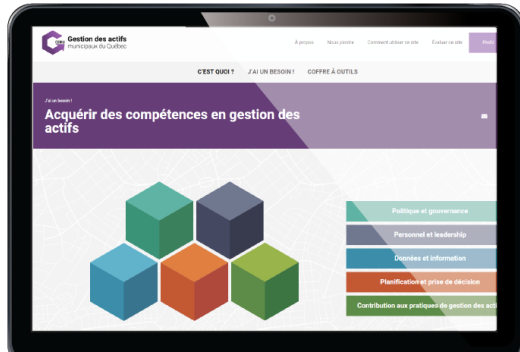 Gestion des actifs
municipaux du Québec
À propos Nous joindre Comment utiliser ce site Évaluer ce site
C'EST QUOI ? J'AI UN BESOIN ! COFFRE À OUTILS
J'ai un besoin !
Acquérir des compétences en gestion des
actifs
Politique et gouvernance
Personnel et leadership
Données et information
Planification et prise de décision
Contribution aux pratiques de gestion des acti